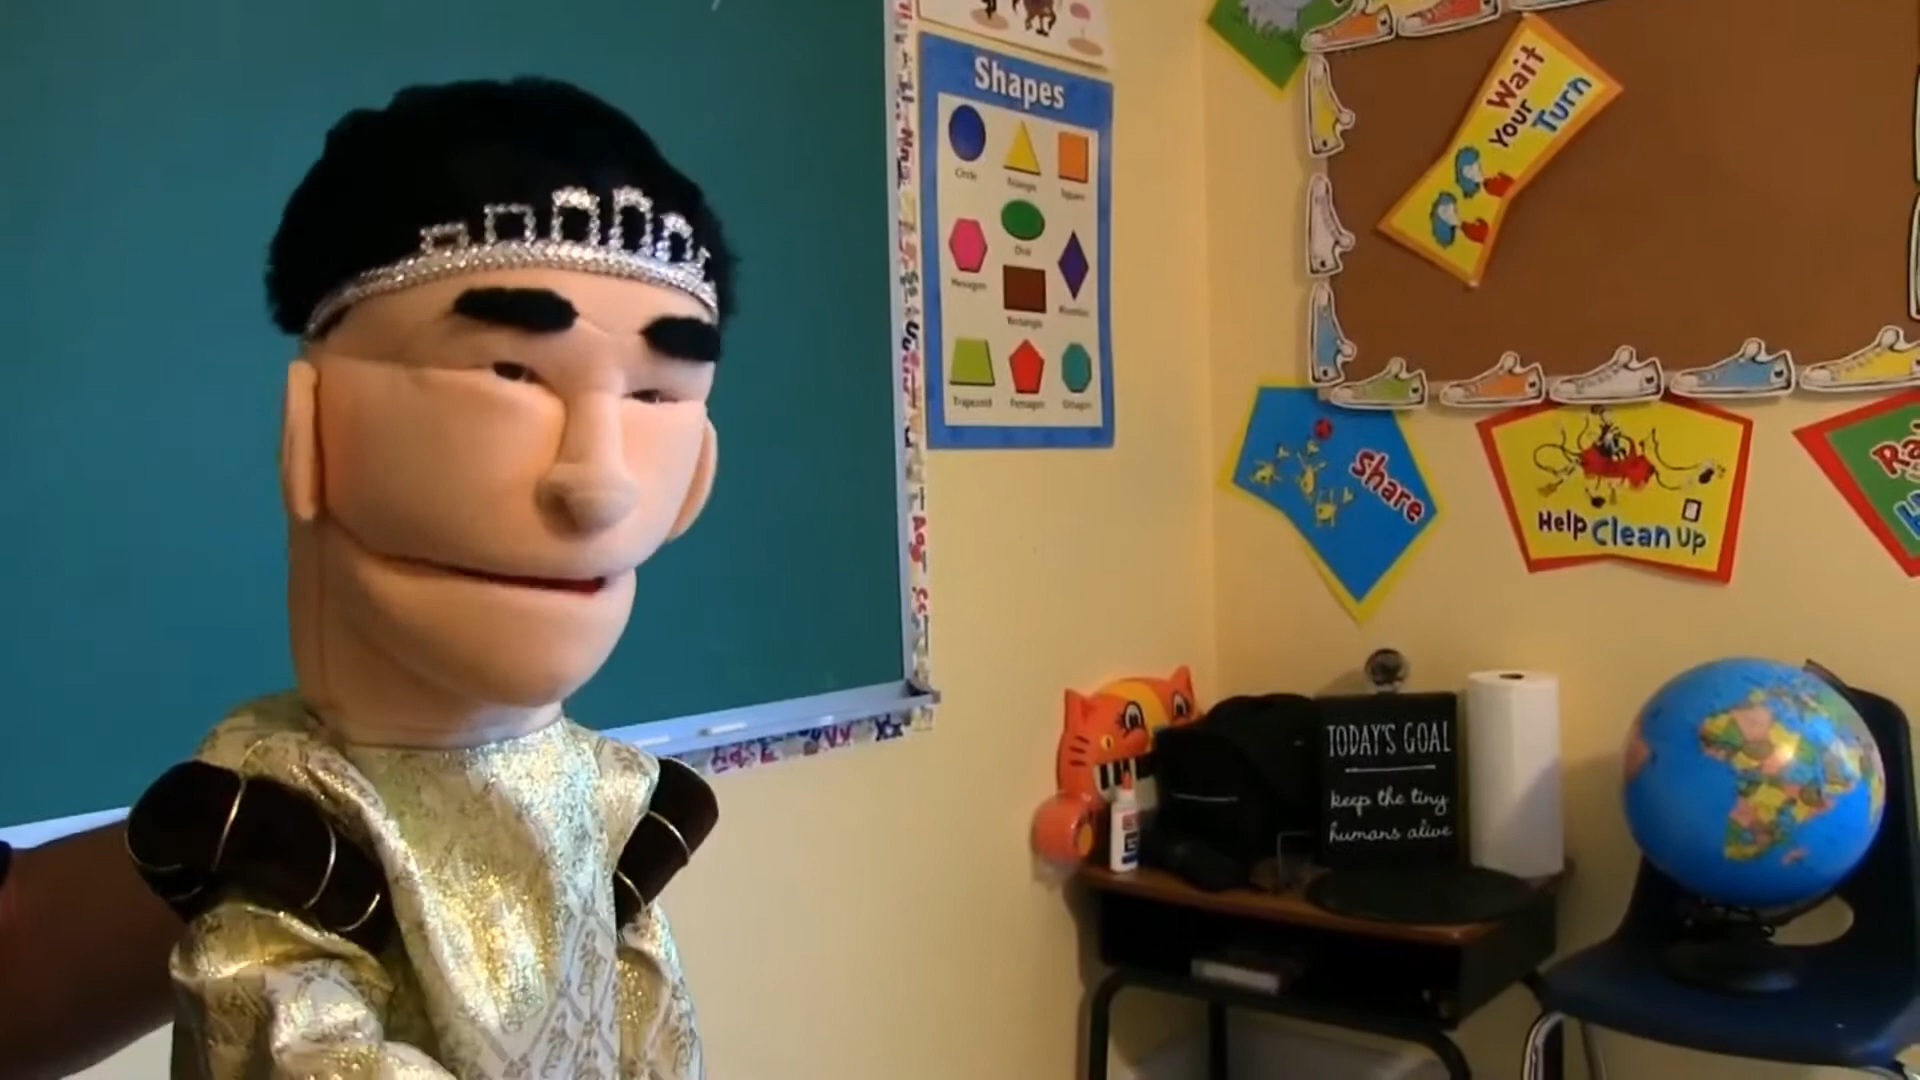 Shapes
Circle
Triangle
Square
Oval
Hexagon
Rectangle
Rhombus
Trapezoid
Pentagon
Octagon
Wait
Your
Turn
Share
Help Clean Up
Ra
TODAY'S GOAL
keep the tiny
humans alive